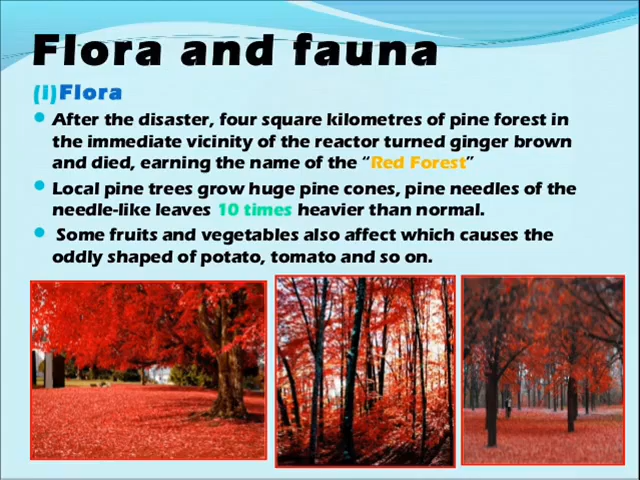 Flora and fauna
(i)Flora
After the disaster, four square kilometres of pine forest in
the immediate vicinity of the reactor turned ginger brown
and died, earning the name of the “Red Forest”
Local pine trees grow huge pine cones, pine needles of the
needle-like leaves 10 times heavier than normal.
Some fruits and vegetables also affect which causes the
oddly shaped of potato, tomato and so on.